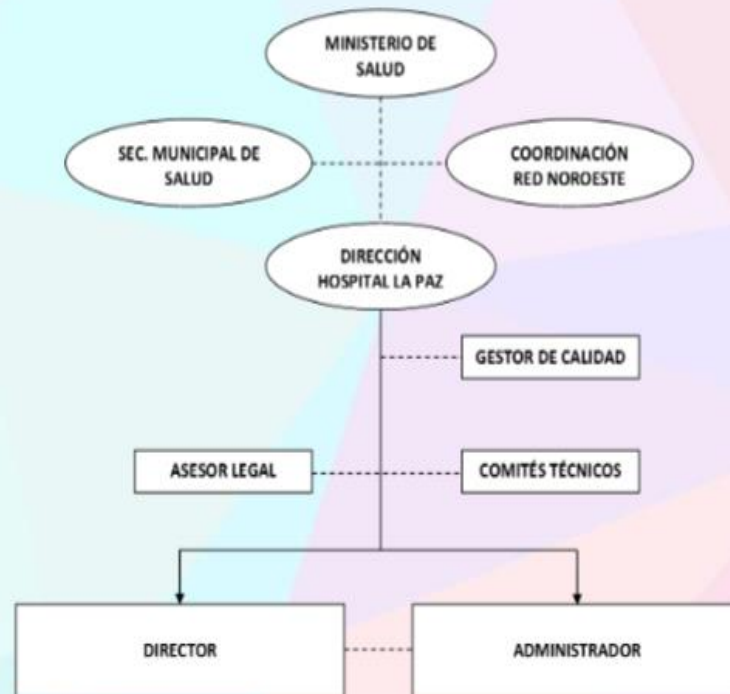 MINISTERIO DE
SALUD
SEC. MUNICIPAL DE
SALUD
COORDINACIÓN
RED NOROESTE
DIRECCIÓN
HOSPITAL LA PAZ
GESTOR DE CALIDAD
ASESOR LEGAL
COMITÉS TÉCNICOS
DIRECTOR
ADMINISTRADOR